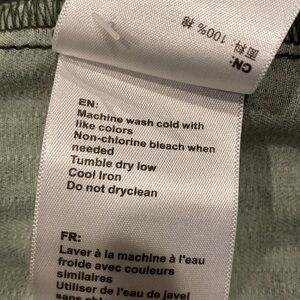 CN:
面料: 100% 棉
EN:
Machine wash cold with
like colors
Non-chlorine bleach when
needed
Tumble dry low
Cool Iron
Do not dryclean
FR:
Laver à la machine à l'eau
froide avec couleurs
similaires
Utiliser de l'eau de javel
sans